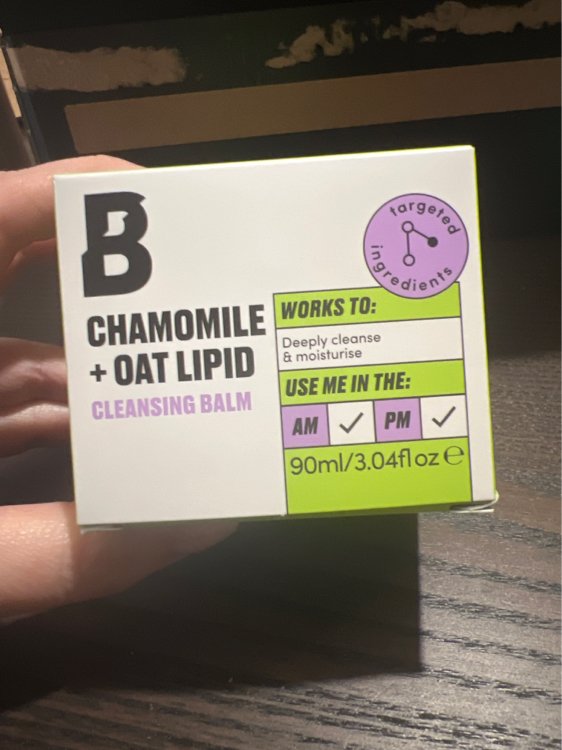 B
CHAMOMILE
+ OAT LIPID
CLEANSING BALM
targeted
ingredients
WORKS TO:
Deeply cleanse
& moisturise
USE ME IN THE:
AM ✓ PM ✓
90ml/3.04fl oz ℮